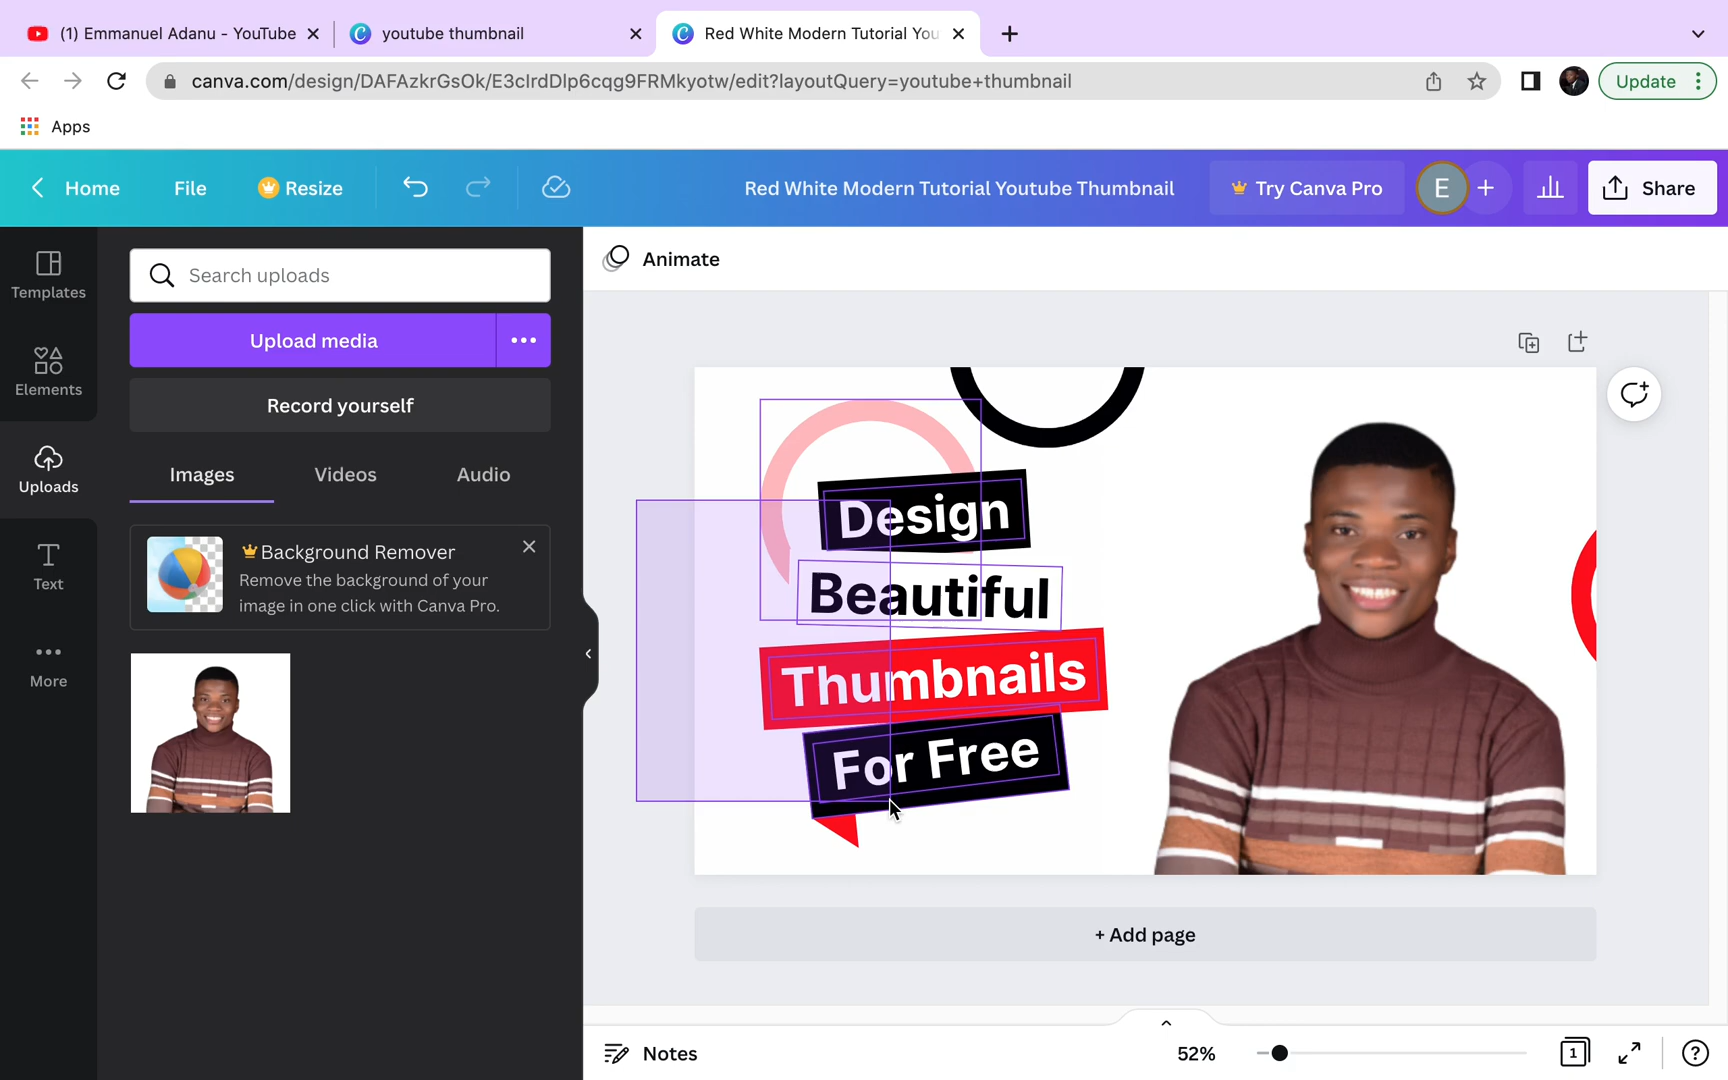 (1) Emmanuel Adanu - YouTube
youtube thumbnail
Red White Modern Tutorial You
canva.com/design/DAFAzkrGsOk/E3cIrdDlp6cqg9FRMkyotw/edit?layoutQuery=youtube+thumbnail
Update
Apps
Home
File
Resize
Red White Modern Tutorial Youtube Thumbnail
Try Canva Pro
E
Share
Templates
Elements
Uploads
Text
More
Search uploads
Upload media
Record yourself
Images
Videos
Audio
Background Remover
Remove the background of your
image in one click with Canva Pro.
Animate
Design
Beautiful
Thumbnails
For Free
+ Add page
Notes
52%
1